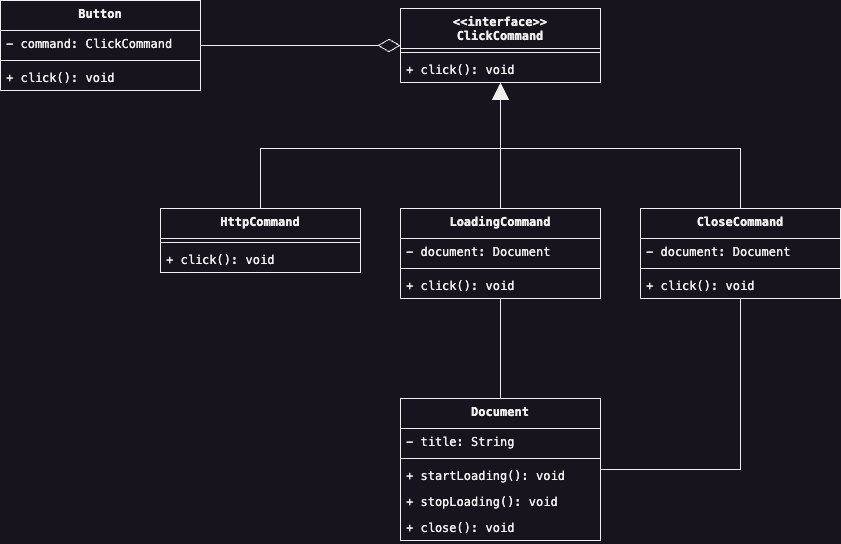 Button
- command: ClickCommand
+ click(): void
<<interface>>
ClickCommand
+ click(): void
HttpCommand
+ click(): void
LoadingCommand
- document: Document
+ click(): void
CloseCommand
- document: Document
+ click(): void
Document
- title: String
+ startLoading(): void
+ stopLoading(): void
+ close(): void